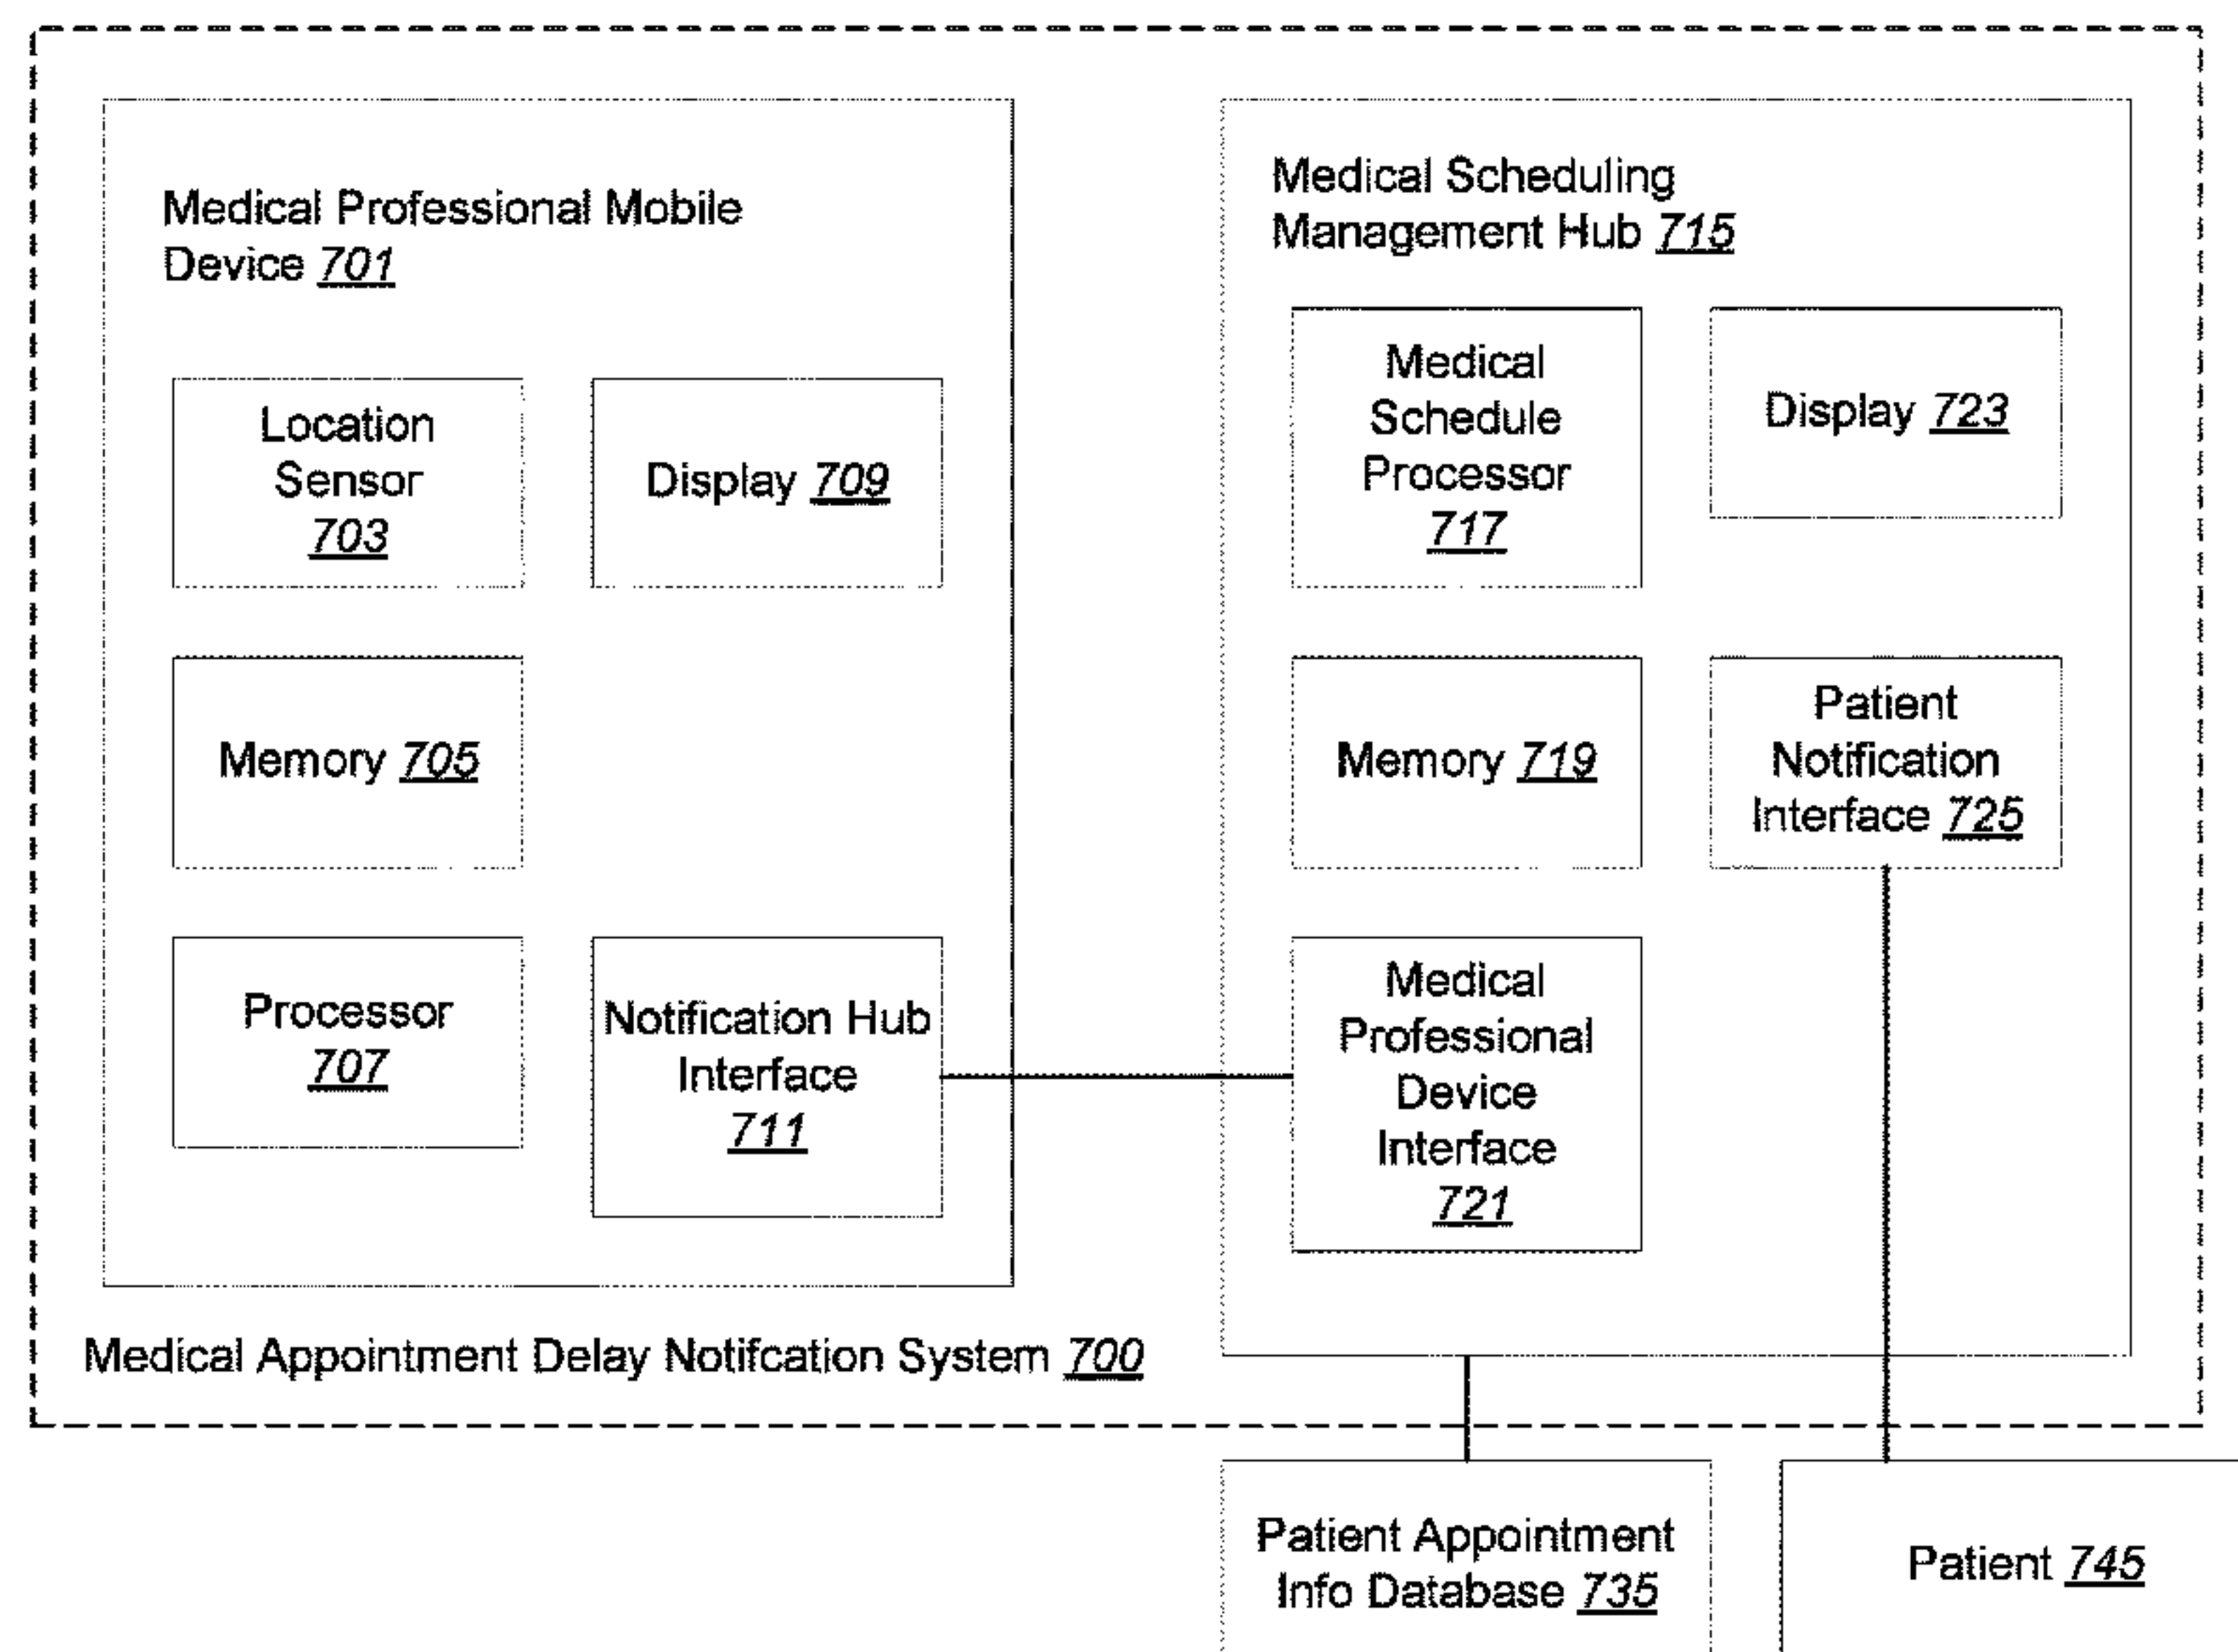 Medical Professional Mobile
Device 701
Location
Sensor
703
Display 709
Memory 705
Processor
707
Notification Hub
Interface
711
Medical Scheduling
Management Hub 715
Medical
Schedule
Processor
717
Display 723
Memory 719
Patient
Notification
Interface 725
Medical
Professional
Device
Interface
721
Medical Appointment Delay Notifcation System 700
Patient Appointment
Info Database 735
Patient 745